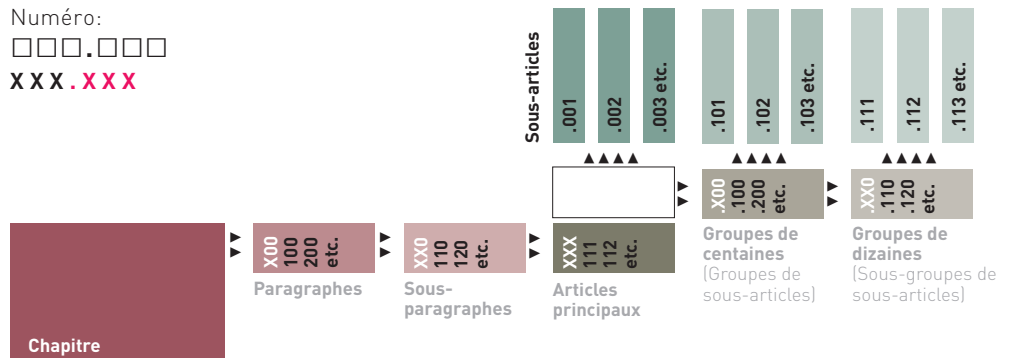 Numéro:
□□□.□□□
XXX.XXX
Sous-articles
.001
.002
.003 etc.
.101
.102
.103 etc.
.111
.112
.113 etc.
Chapitre
X00
100
200
etc.
Paragraphes
XX0
110
120
etc.
Sous-
paragraphes
XXX
111
112
etc.
Articles
principaux
.X00
.100
.200
etc.
Groupes de
centaines
(Groupes de
sous-articles)
.XX0
.110
.120
etc.
Groupes de
dizaines
(Sous-groupes de
sous-articles)